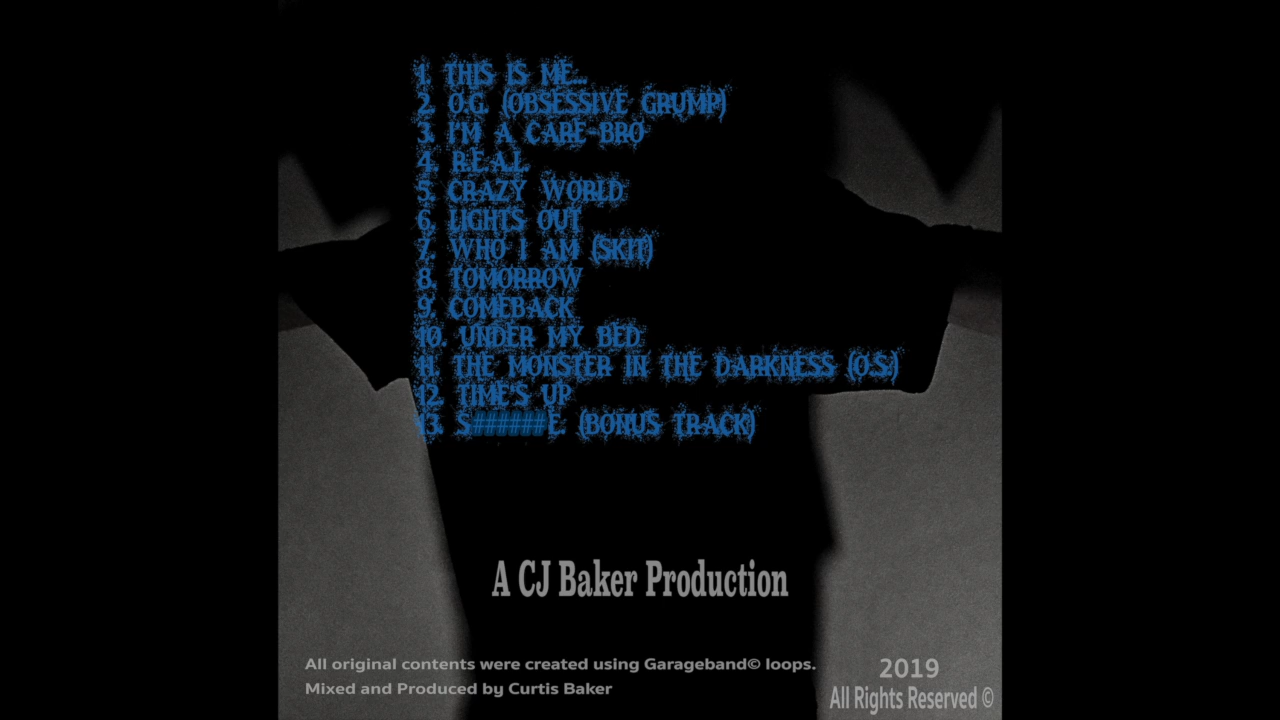 1. THIS IS ME...
2. O.G. (OBSESSIVE GRUMP)
3. I'M A CARE-BRO
4. R.E.A.L.
5. CRAZY WORLD
6. LIGHTS OUT
7. WHO I AM (SKIT)
8. TOMORROW
9. COMEBACK
10. UNDER MY BED
11. THE MONSTER IN THE DARKNESS (O.S.)
12. TIME'S UP
13. S######E. (BONUS TRACK)
A CJ Baker Production
All original contents were created using Garageband© loops.
Mixed and Produced by Curtis Baker
2019
All Rights Reserved ©